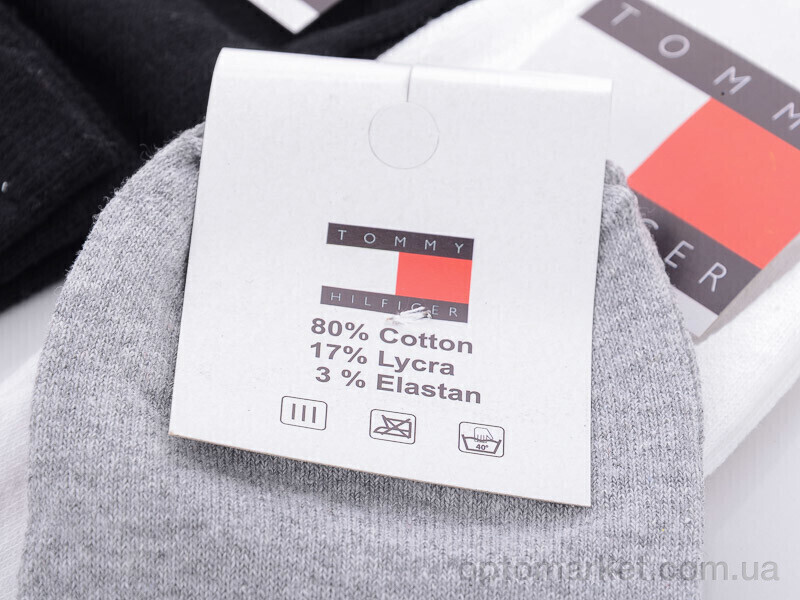 TOMMY
HILFIGER
80% Cotton
17% Lycra
3 % Elastan
40°
TOMM
GER
optomarket.com.ua